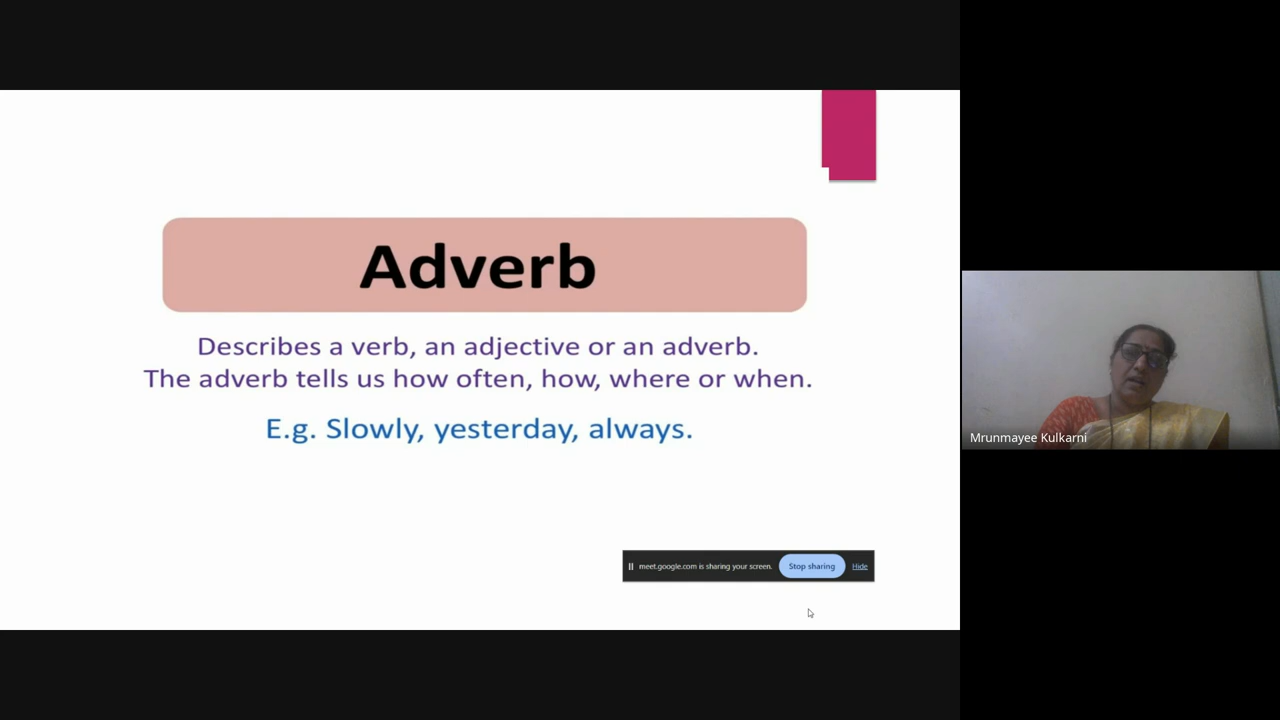 Adverb
Describes a verb, an adjective or an adverb.
The adverb tells us how often, how, where or when.
E.g. Slowly, yesterday, always.
meet.google.com is sharing your screen. Stop sharing Hide
Mrunmayee Kulkarni